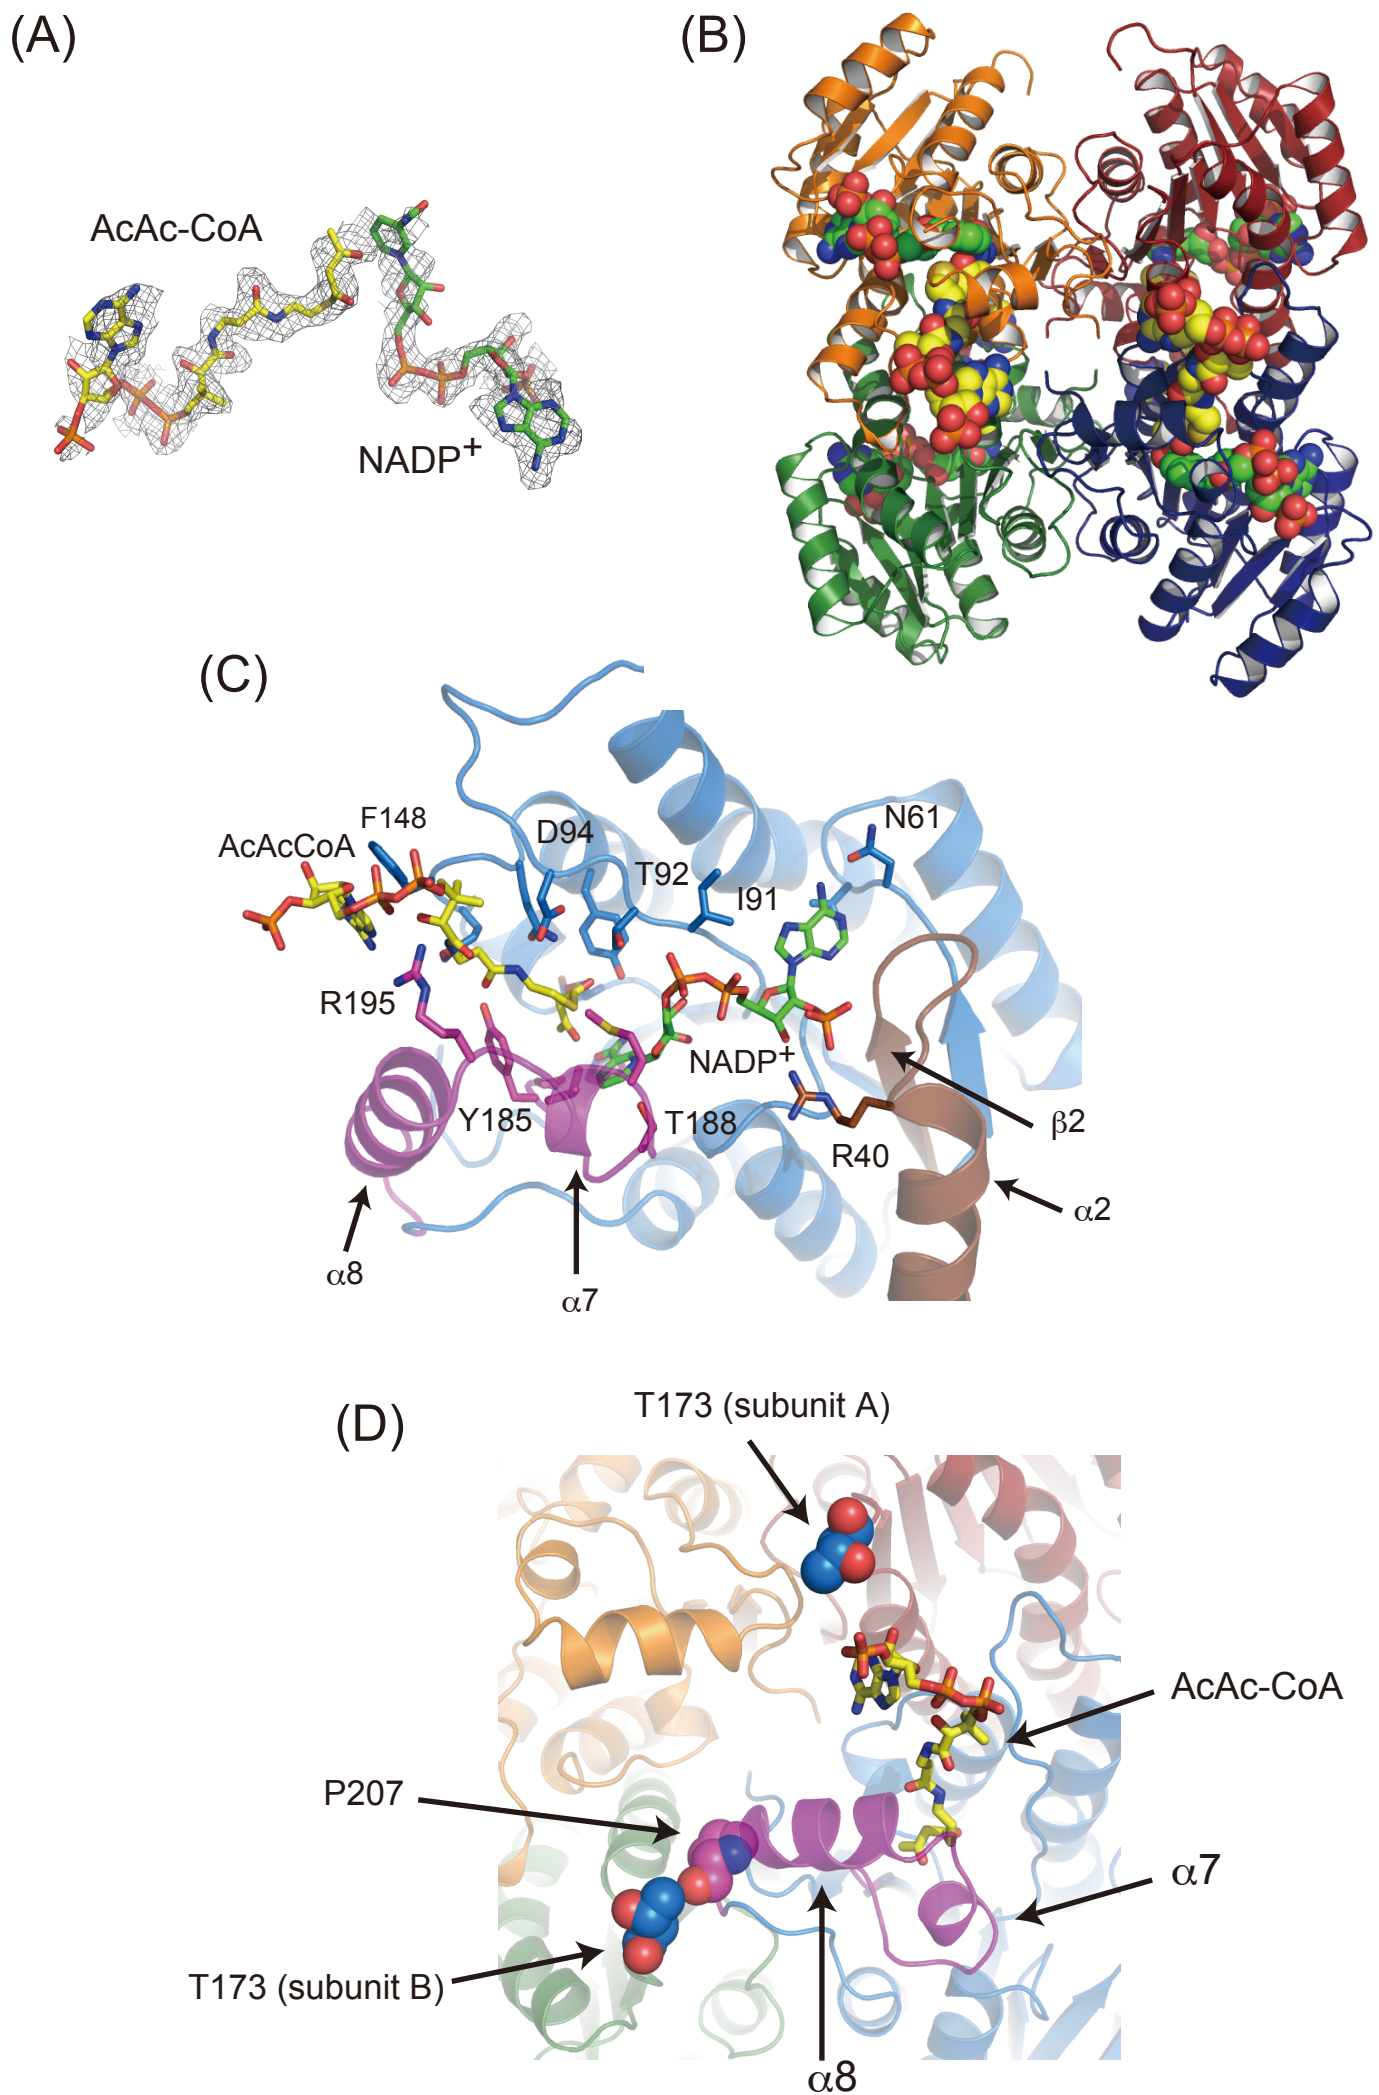 (A)
(B)
AcAc-CoA
NADP+
(C)
F148
AcAcCoA
D94
N61
T92
I91
R195
NADP+
Y185
T188
β2
R40
α2
α8
α7
T173 (subunit A)
(D)
AcAc-CoA
P207
α7
T173 (subunit B)
α8